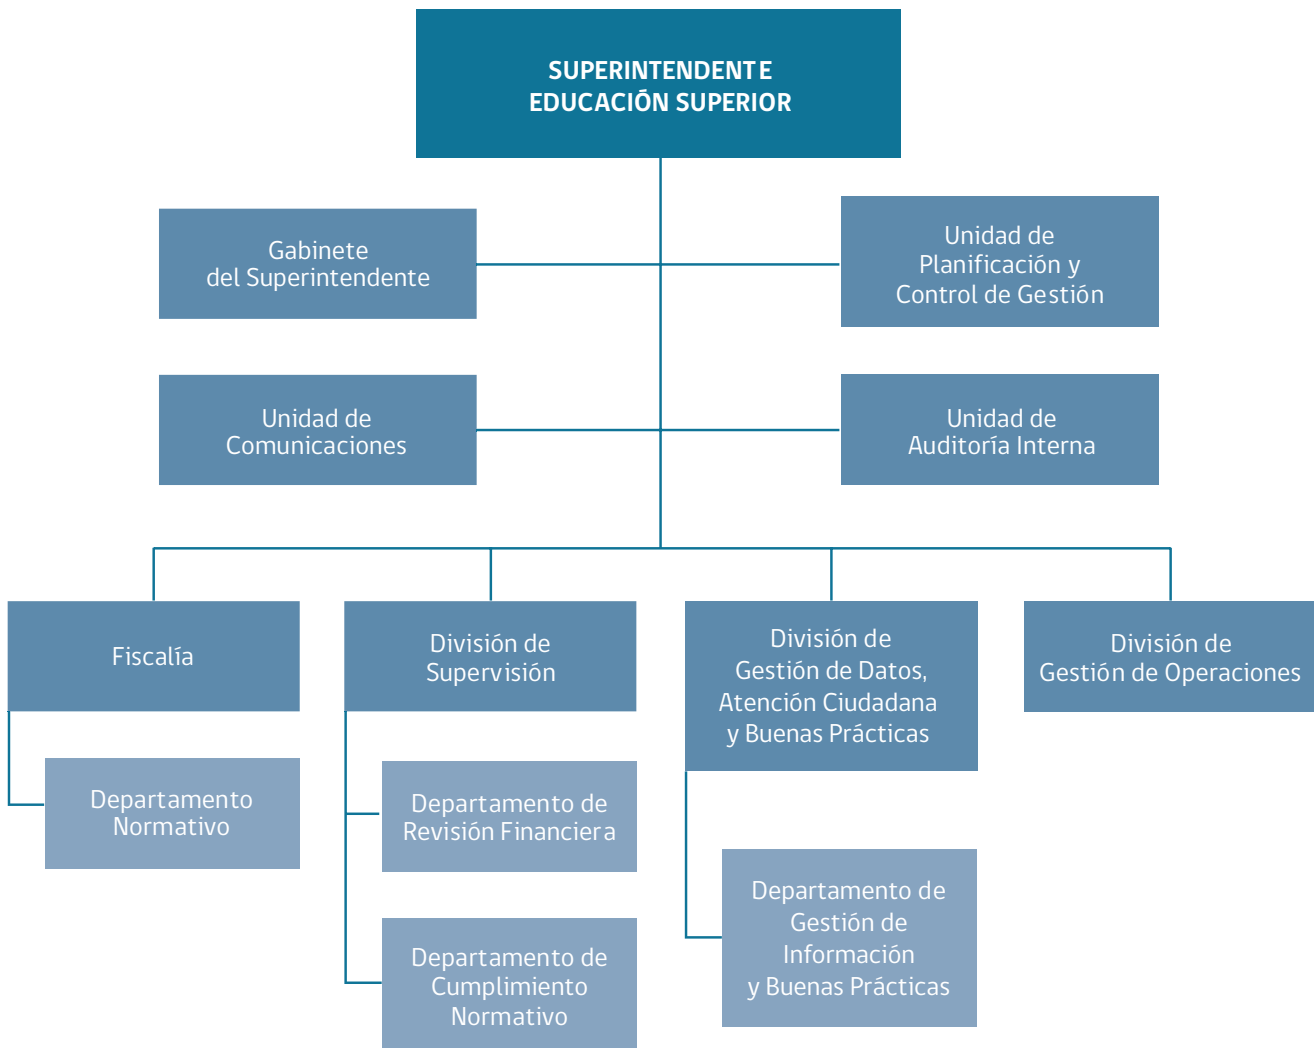 SUPERINTENDENTE
EDUCACIÓN SUPERIOR
Gabinete
del Superintendente
Unidad de
Planificación y
Control de Gestión
Unidad de
Comunicaciones
Unidad de
Auditoría Interna
Fiscalía
División de
Supervisión
División de
Gestión de Datos,
Atención Ciudadana
y Buenas Prácticas
División de
Gestión de Operaciones
Departamento
Normativo
Departamento de
Revisión Financiera
Departamento de
Cumplimiento
Normativo
Departamento de
Gestión de
Información
y Buenas Prácticas